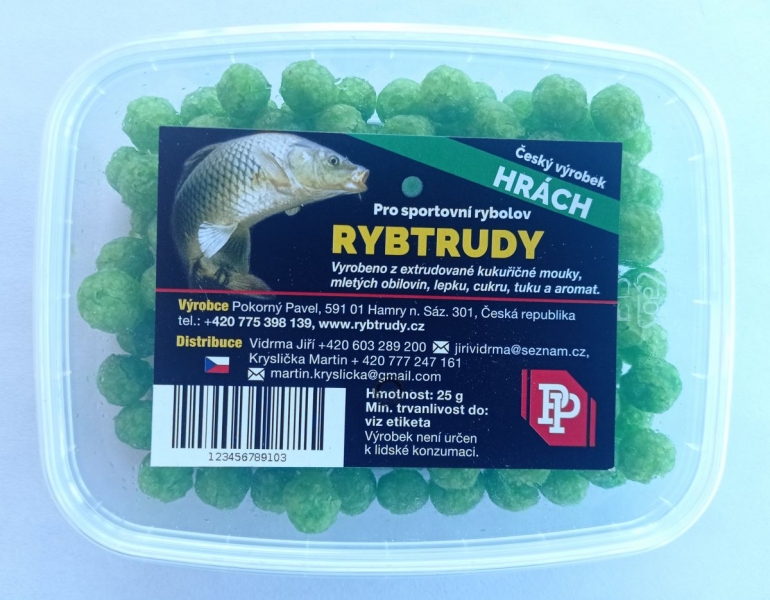 Český výrobek
HRÁCH
Pro sportovní rybolov
RYBTRUDY
Vyrobeno z extrudované kukuřičné mouky,
mletých obilovin, lepku, cukru, tuku a aromat.
Výrobce Pokorný Pavel, 591 01 Hamry n. Sáz. 301, Česká republika
tel.: +420 775 398 139, www.rybtrudy.cz
Distribuce Vidrma Jiří +420 603 289 200 jirividrma@seznam.cz,
Kryslička Martin + 420 777 247 161
martin.kryslicka@gmail.com
Hmotnost: 25 g
Min. trvanlivost do:
viz etiketa
Výrobek není určen
k lidské konzumaci.
123456789103
PP